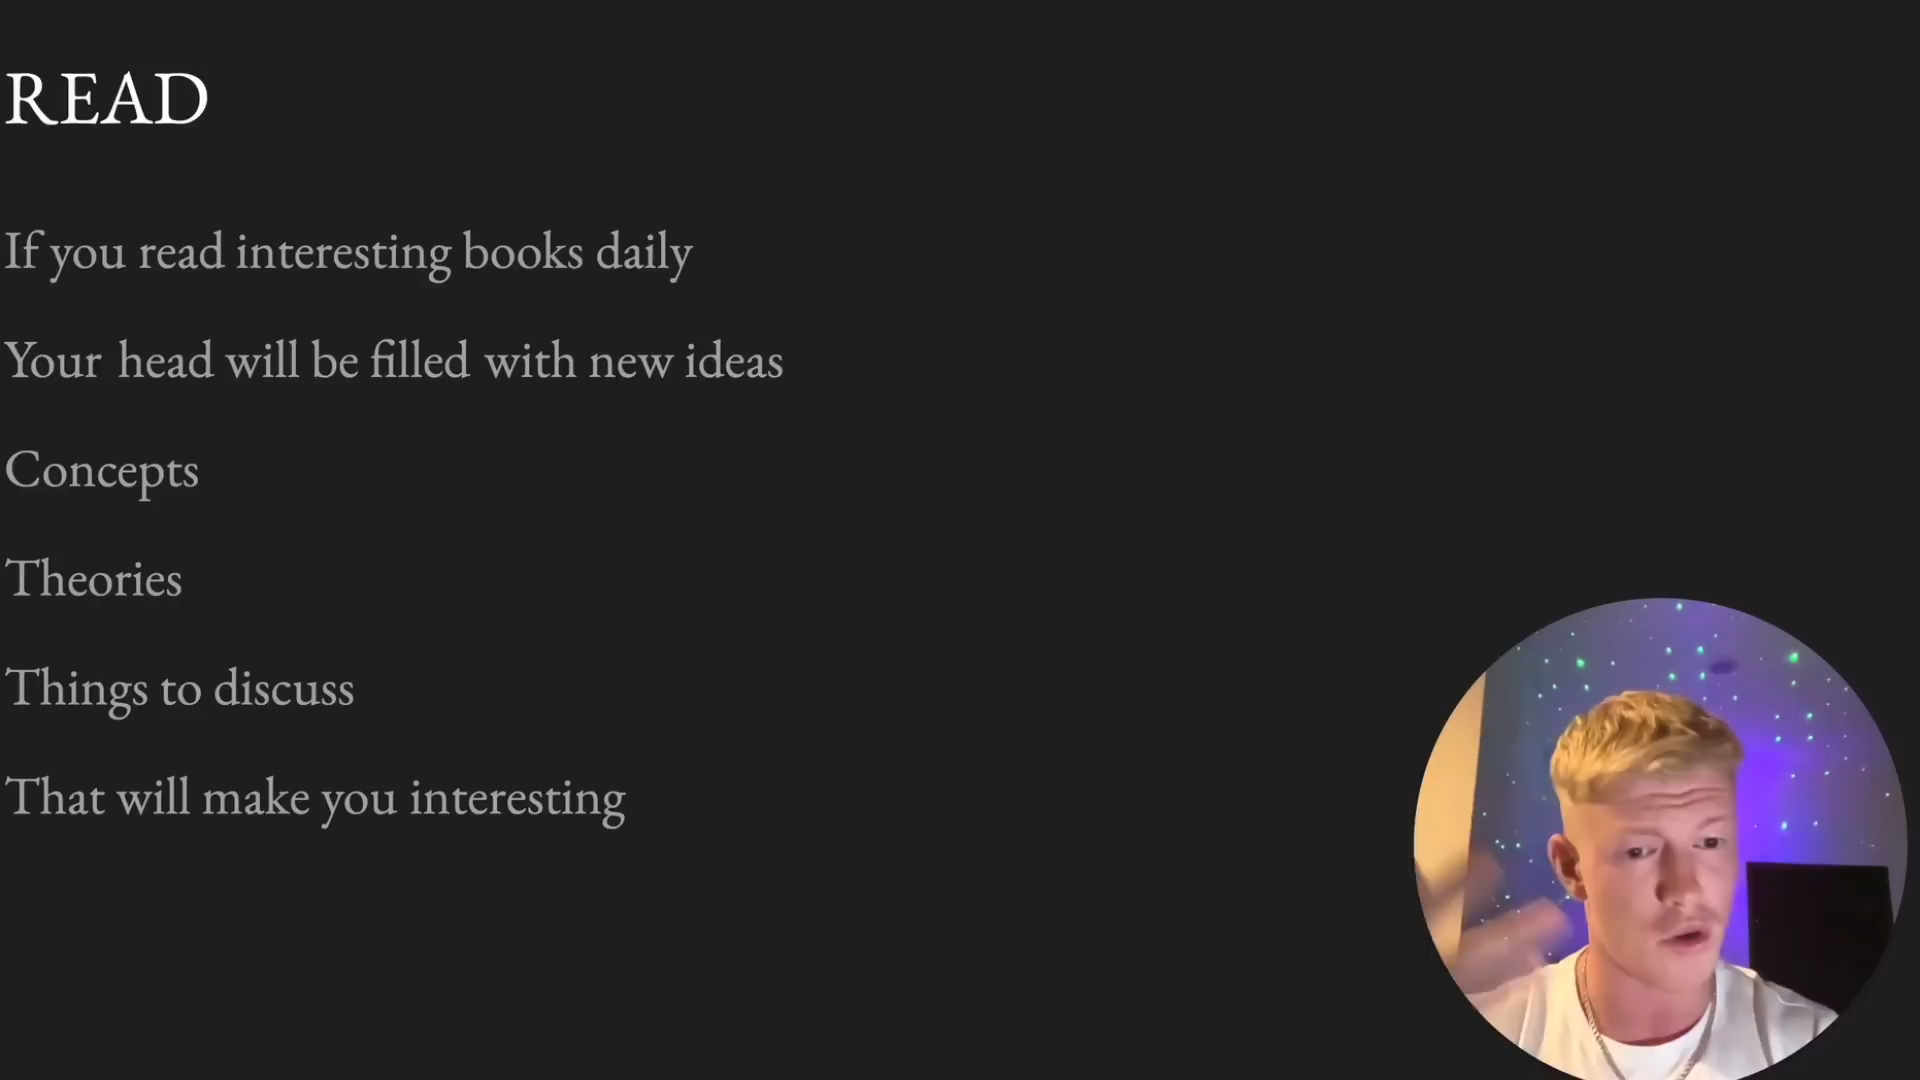 READ
If you read interesting books daily
Your head will be filled with new ideas
Concepts
Theories
Things to discuss
That will make you interesting